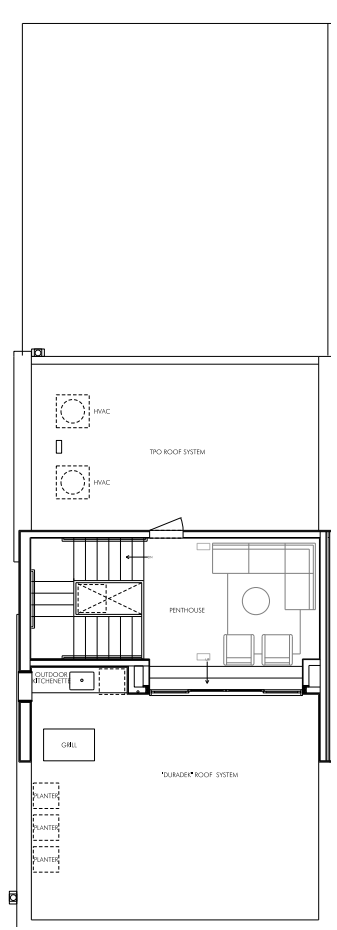 HVAC
TPO ROOF SYSTEM
HVAC
PENTHOUSE
OUTDOOR
KITCHENETTE
GRILL
"DURADEK" ROOF SYSTEM
PLANTER
PLANTER
PLANTER